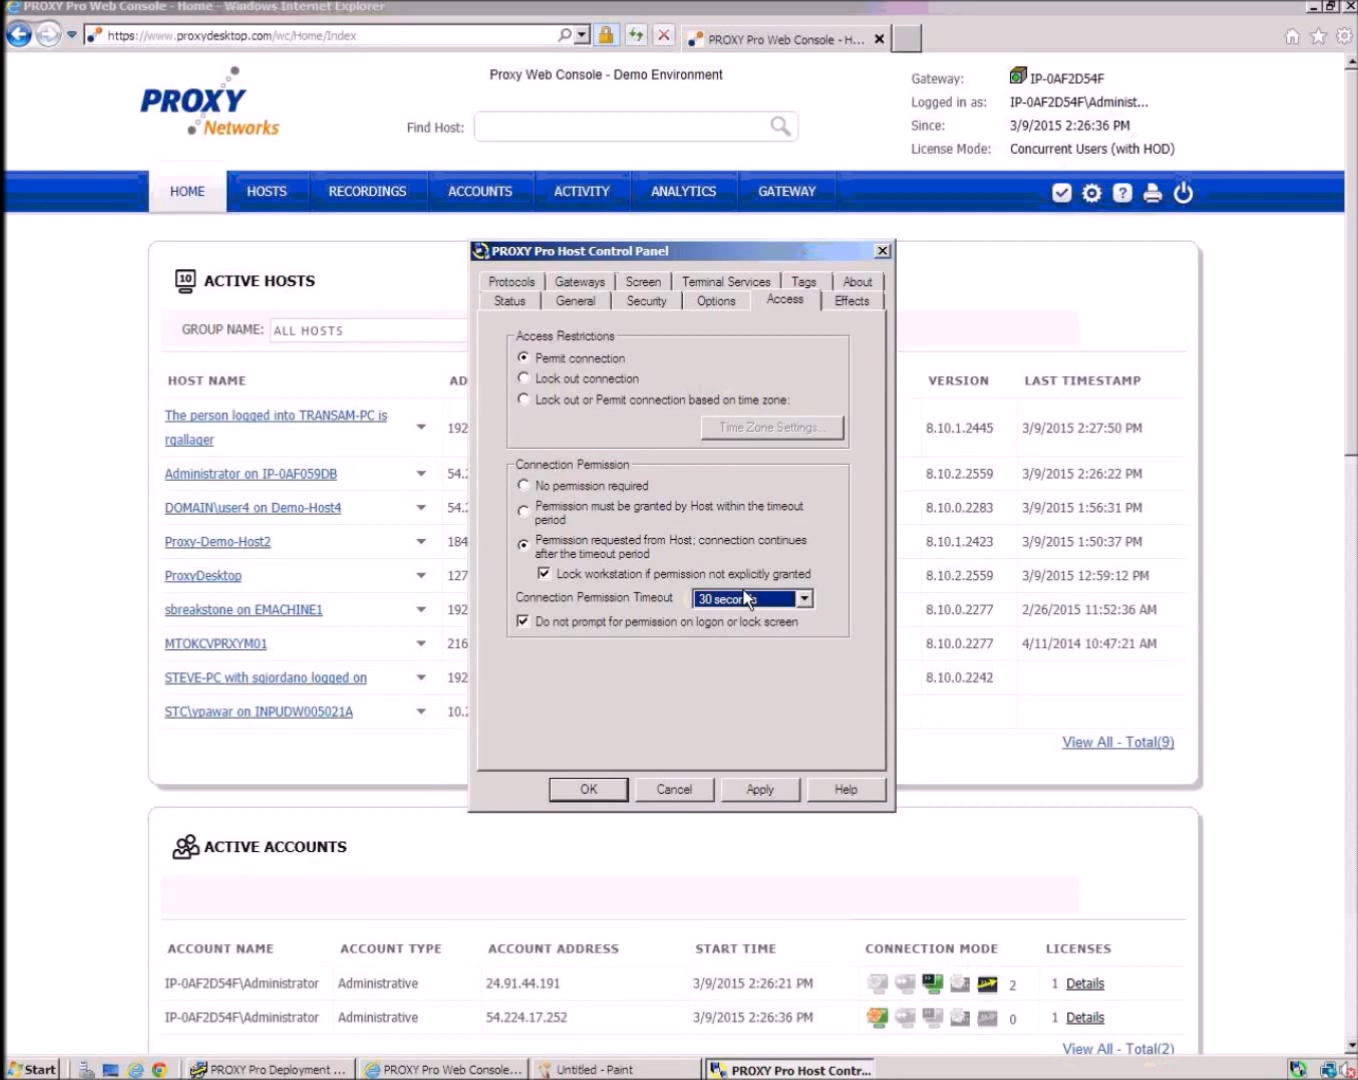 PROXY Pro Web Console - Home - Windows Internet Explorer
https://www.proxydesktop.com/wc/Home/Index
PROXY Pro Web Console - H...
PROXY
Networks
Proxy Web Console - Demo Environment
Find Host:
Gateway: IP-0AF2D54F
Logged in as: IP-0AF2D54F\Administ...
Since: 3/9/2015 2:26:36 PM
License Mode: Concurrent Users (with HOD)
HOME HOSTS RECORDINGS ACCOUNTS ACTIVITY ANALYTICS GATEWAY
10 ACTIVE HOSTS
GROUP NAME: ALL HOSTS
HOST NAME AD VERSION LAST TIMESTAMP
The person logged into TRANSAM-PC is
rgallager 192 8.10.1.2445 3/9/2015 2:27:50 PM
Administrator on IP-0AF059DB 54. 8.10.2.2559 3/9/2015 2:26:22 PM
DOMAIN\user4 on Demo-Host4 54. 8.10.0.2283 3/9/2015 1:56:31 PM
Proxy-Demo-Host2 184 8.10.1.2423 3/9/2015 1:50:37 PM
ProxyDesktop 127 8.10.2.2559 3/9/2015 12:59:12 PM
sbreakstone on EMACHINE1 192 8.10.0.2277 2/26/2015 11:52:36 AM
MTOKCVPRXYM01 216 8.10.0.2277 4/11/2014 10:47:21 AM
STEVE-PC with sgiordano logged on 192 8.10.0.2242
STC\ypawar on INPUDW005021A 10.
View All - Total(9)
PROXY Pro Host Control Panel
Protocols Gateways Screen Terminal Services Tags About
Status General Security Options Access Effects
Access Restrictions
Permit connection
Lock out connection
Lock out or Permit connection based on time zone:
Time Zone Settings...
Connection Permission
No permission required
Permission must be granted by Host within the timeout
period
Permission requested from Host; connection continues
after the timeout period
Lock workstation if permission not explicitly granted
Connection Permission Timeout 30 seconds
Do not prompt for permission on logon or lock screen
OK Cancel Apply Help
ACTIVE ACCOUNTS
ACCOUNT NAME ACCOUNT TYPE ACCOUNT ADDRESS START TIME CONNECTION MODE LICENSES
IP-0AF2D54F\Administrator Administrative 24.91.44.191 3/9/2015 2:26:21 PM 2 1 Details
IP-0AF2D54F\Administrator Administrative 54.224.17.252 3/9/2015 2:26:36 PM 0 1 Details
View All - Total(2)
Start PROXY Pro Deployment ... PROXY Pro Web Console... Untitled - Paint PROXY Pro Host Contr...